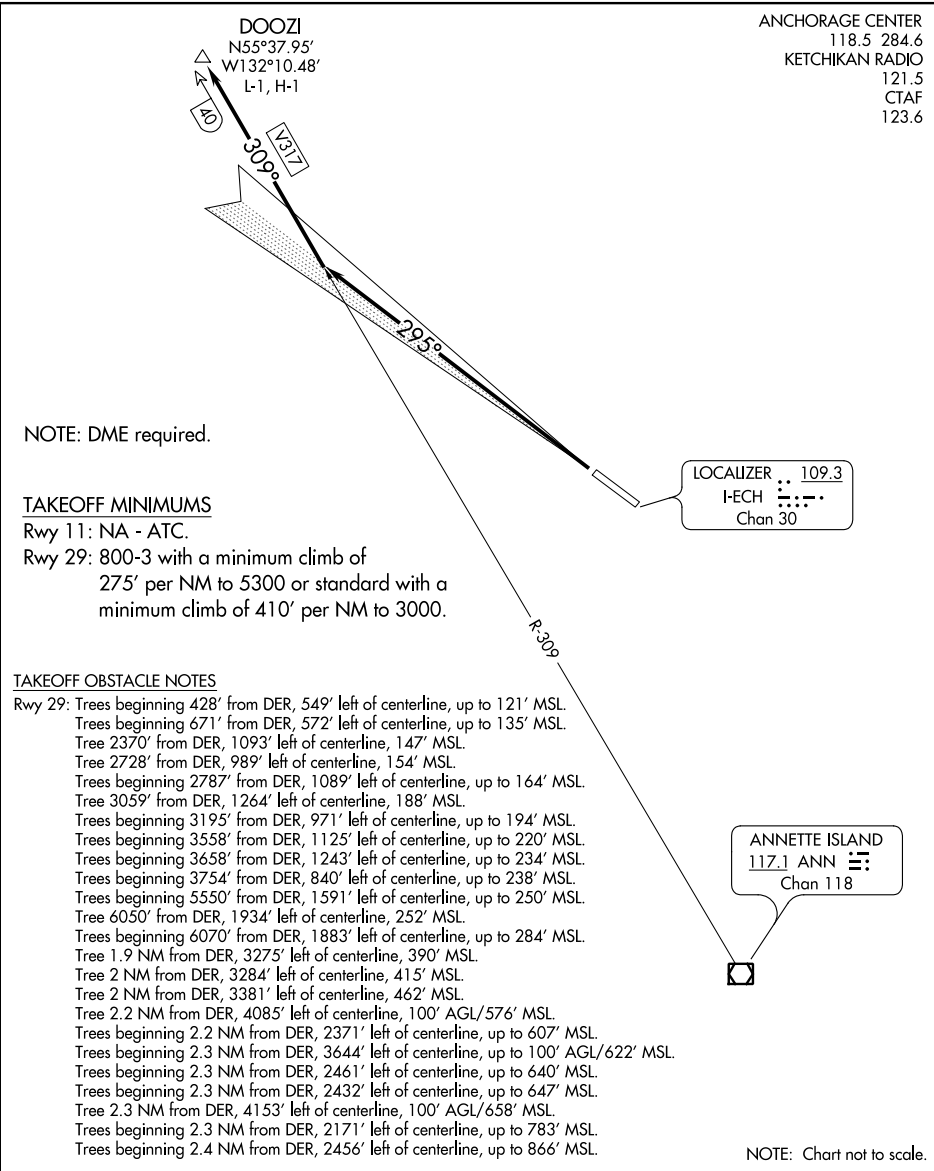 DOOZI
N55°37.95′
W132°10.48′
L-1, H-1
ANCHORAGE CENTER
118.5 284.6
KETCHIKAN RADIO
121.5
CTAF
123.6
40
309°
V317
295°
NOTE: DME required.
LOCALIZER 109.3
I-ECH
Chan 30
TAKEOFF MINIMUMS
Rwy 11: NA - ATC.
Rwy 29: 800-3 with a minimum climb of
275′ per NM to 5300 or standard with a
minimum climb of 410′ per NM to 3000.
R-309
TAKEOFF OBSTACLE NOTES
Rwy 29: Trees beginning 428′ from DER, 549′ left of centerline, up to 121′ MSL.
Trees beginning 671′ from DER, 572′ left of centerline, up to 135′ MSL.
Tree 2370′ from DER, 1093′ left of centerline, 147′ MSL.
Tree 2728′ from DER, 989′ left of centerline, 154′ MSL.
Trees beginning 2787′ from DER, 1089′ left of centerline, up to 164′ MSL.
Tree 3059′ from DER, 1264′ left of centerline, 188′ MSL.
Trees beginning 3195′ from DER, 971′ left of centerline, up to 194′ MSL.
Trees beginning 3558′ from DER, 1125′ left of centerline, up to 220′ MSL.
Trees beginning 3658′ from DER, 1243′ left of centerline, up to 234′ MSL.
Trees beginning 3754′ from DER, 840′ left of centerline, up to 238′ MSL.
Trees beginning 5550′ from DER, 1591′ left of centerline, up to 250′ MSL.
Tree 6050′ from DER, 1934′ left of centerline, 252′ MSL.
Trees beginning 6070′ from DER, 1883′ left of centerline, up to 284′ MSL.
Tree 1.9 NM from DER, 3275′ left of centerline, 390′ MSL.
Tree 2 NM from DER, 3284′ left of centerline, 415′ MSL.
Tree 2 NM from DER, 3381′ left of centerline, 462′ MSL.
Tree 2.2 NM from DER, 4085′ left of centerline, 100′ AGL/576′ MSL.
Trees beginning 2.2 NM from DER, 2371′ left of centerline, up to 607′ MSL.
Trees beginning 2.3 NM from DER, 3644′ left of centerline, up to 100′ AGL/622′ MSL.
Trees beginning 2.3 NM from DER, 2461′ left of centerline, up to 640′ MSL.
Trees beginning 2.3 NM from DER, 2432′ left of centerline, up to 647′ MSL.
Tree 2.3 NM from DER, 4153′ left of centerline, 100′ AGL/658′ MSL.
Trees beginning 2.3 NM from DER, 2171′ left of centerline, up to 783′ MSL.
Trees beginning 2.4 NM from DER, 2456′ left of centerline, up to 866′ MSL.
ANNETTE ISLAND
117.1 ANN
Chan 118
NOTE: Chart not to scale.